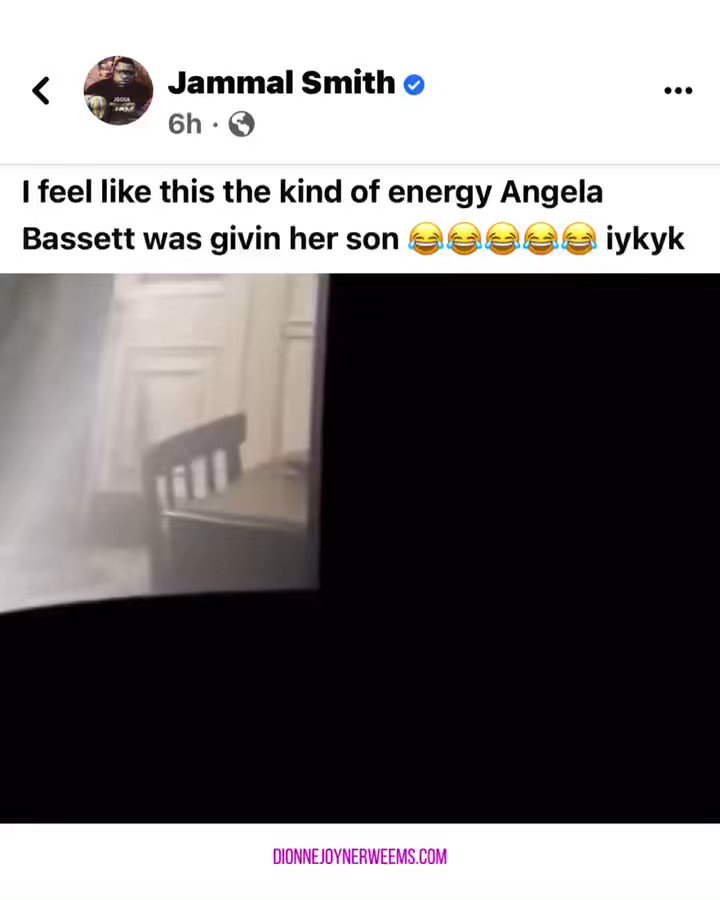 Jammal Smith
6h ·
I feel like this the kind of energy Angela
Bassett was givin her son 😂😂😂😂😂 iykyk
DIONNEJOYNERWEEMS.COM